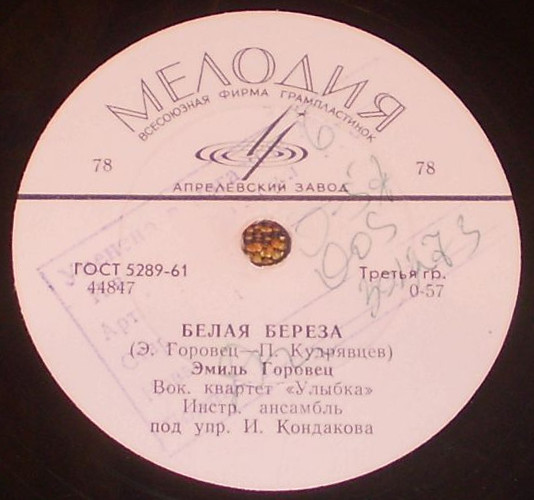 МЕЛОДИЯ
ВСЕСОЮЗНАЯ ФИРМА ГРАМПЛАСТИНОК
78 78
АПРЕЛЕВСКИЙ ЗАВОД
ГОСТ 5289-61 Третья гр.
44847 0-57
БЕЛАЯ БЕРЕЗА
(Э. Горовец—П. Кудрявцев)
Эмиль Горовец
Вок. квартет «Улыбка»
Инстр. ансамбль
под упр. И. Кондакова